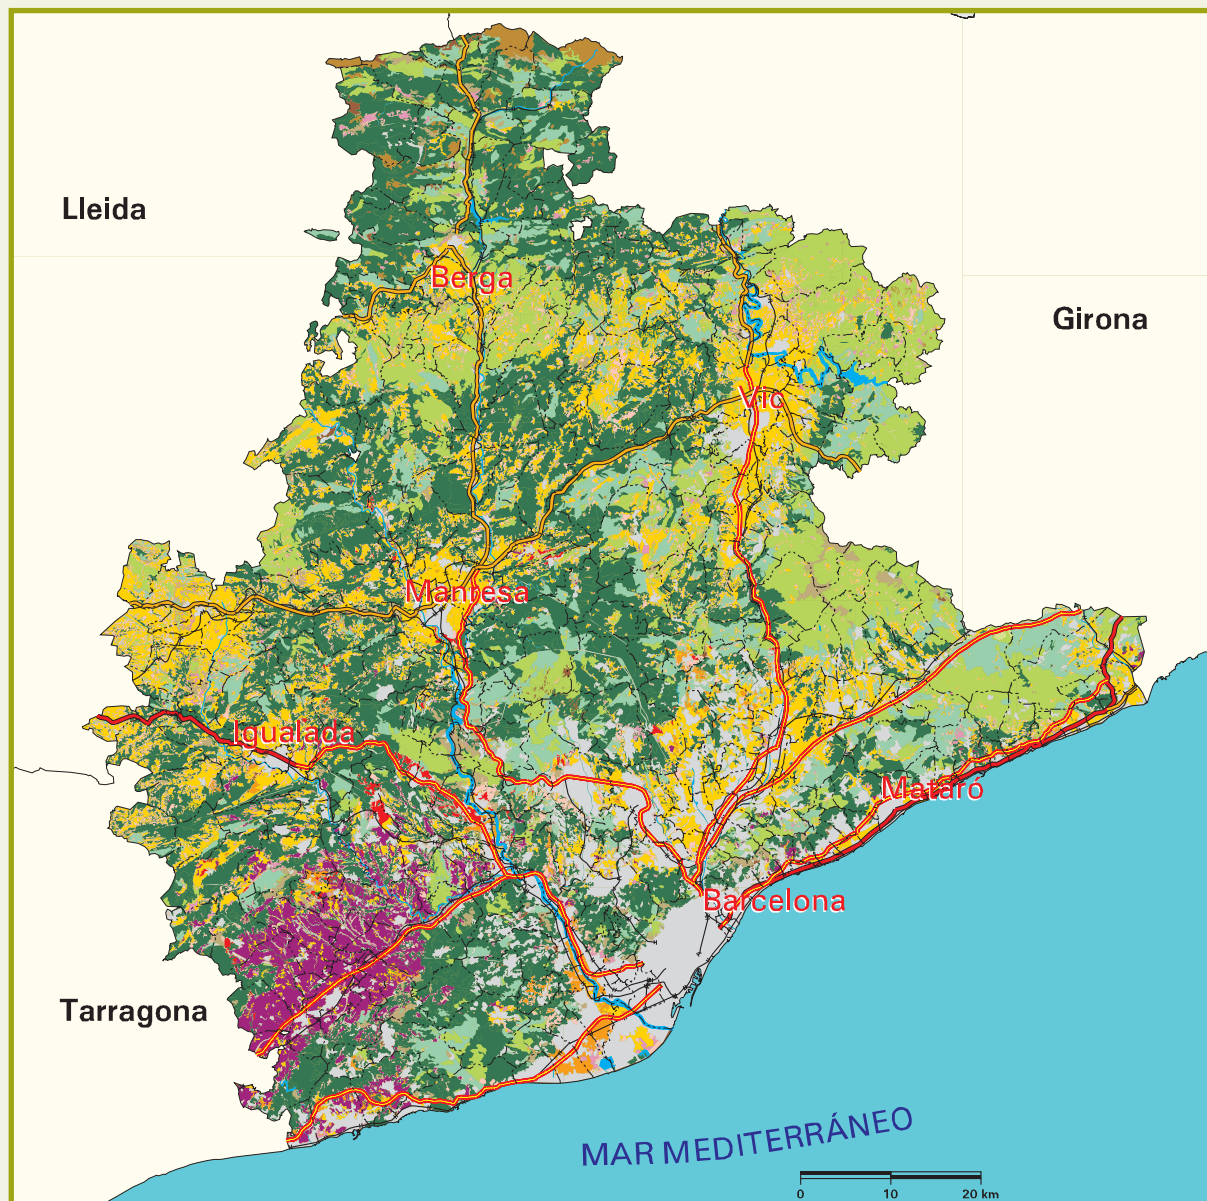 Lleida
Berga
Girona
Vic
Manresa
Igualada
Mataró
Barcelona
Tarragona
MAR MEDITERRÁNEO
0 10 20 km